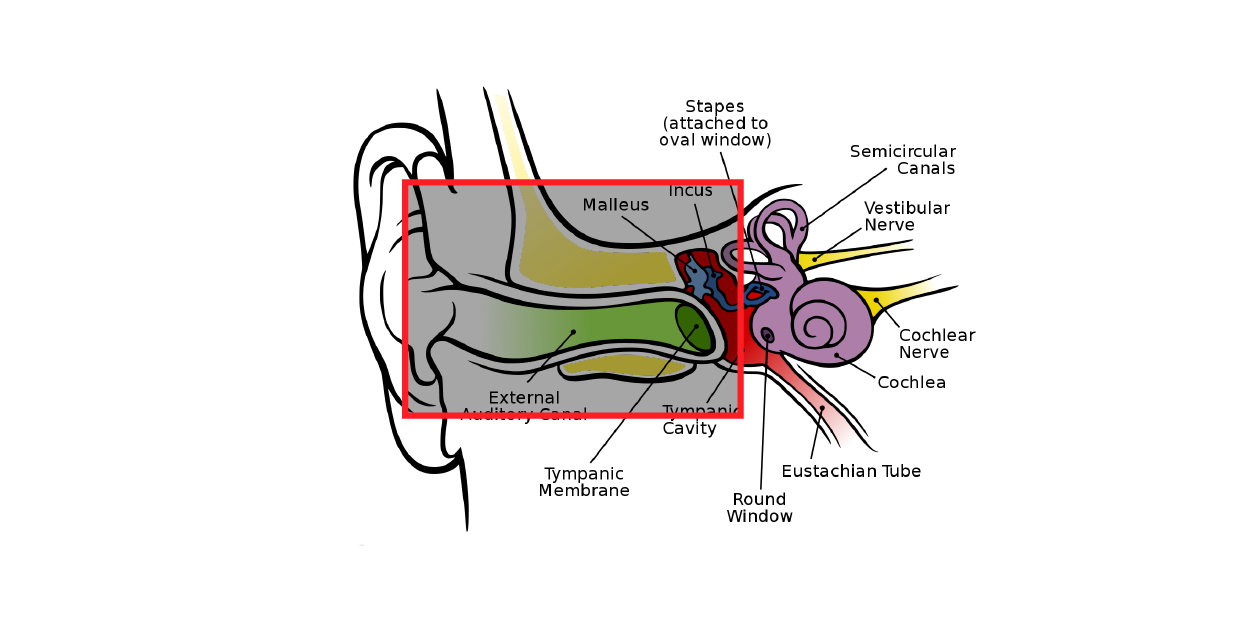 Stapes
(attached to
oval window)
Semicircular
Canals
Incus
Malleus
Vestibular
Nerve
Cochlear
Nerve
Cochlea
External
Auditory Canal
Tympanic
Cavity
Tympanic
Membrane
Eustachian Tube
Round
Window